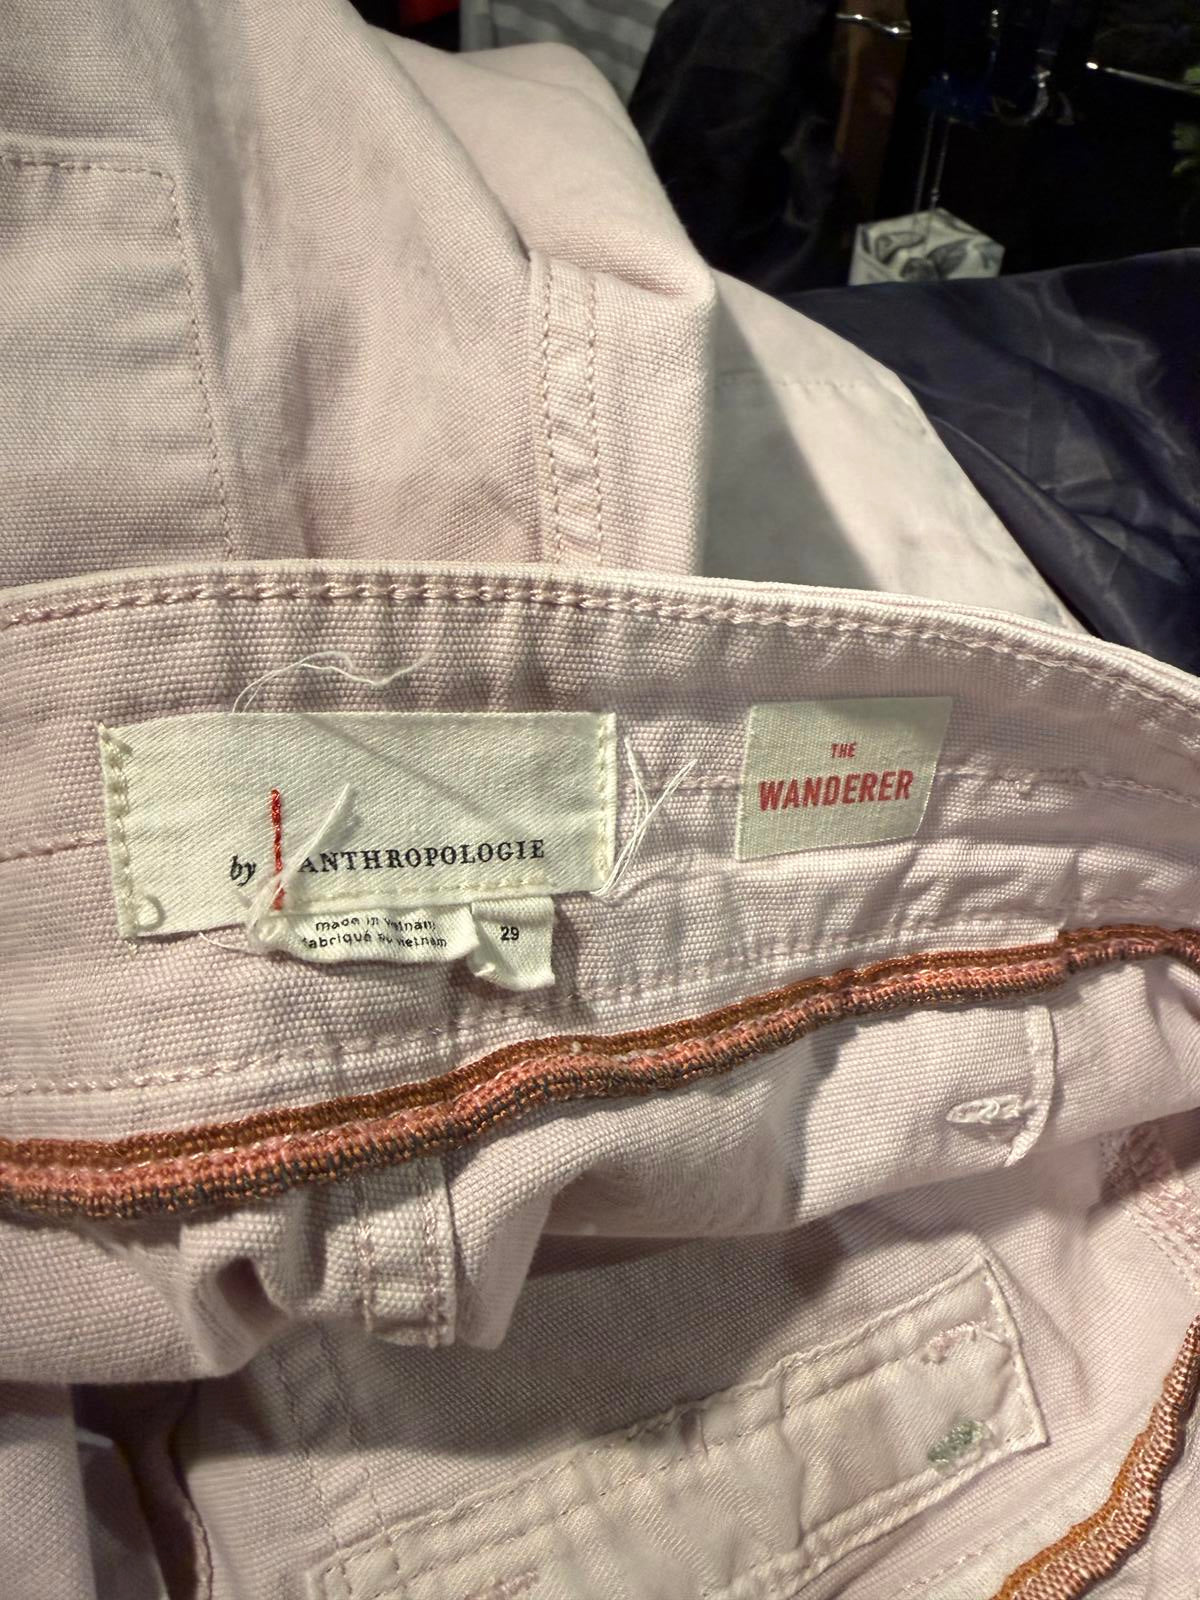 by ANTHROPOLOGIE
THE
WANDERER
made in vietnam
fabriqué au vietnam
29